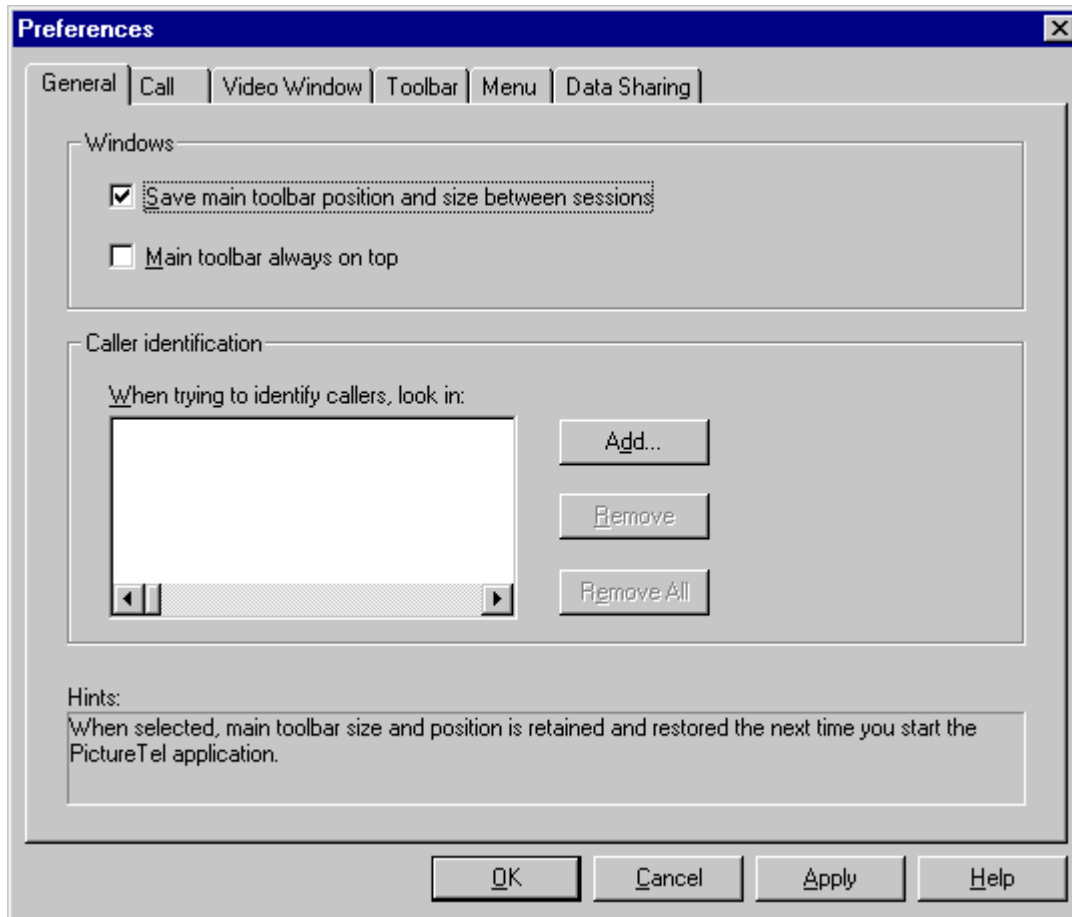 Preferences
General Call Video Window Toolbar Menu Data Sharing
Windows
Save main toolbar position and size between sessions
Main toolbar always on top
Caller identification
When trying to identify callers, look in:
Add...
Remove
Remove All
Hints:
When selected, main toolbar size and position is retained and restored the next time you start the
PictureTel application.
OK Cancel Apply Help